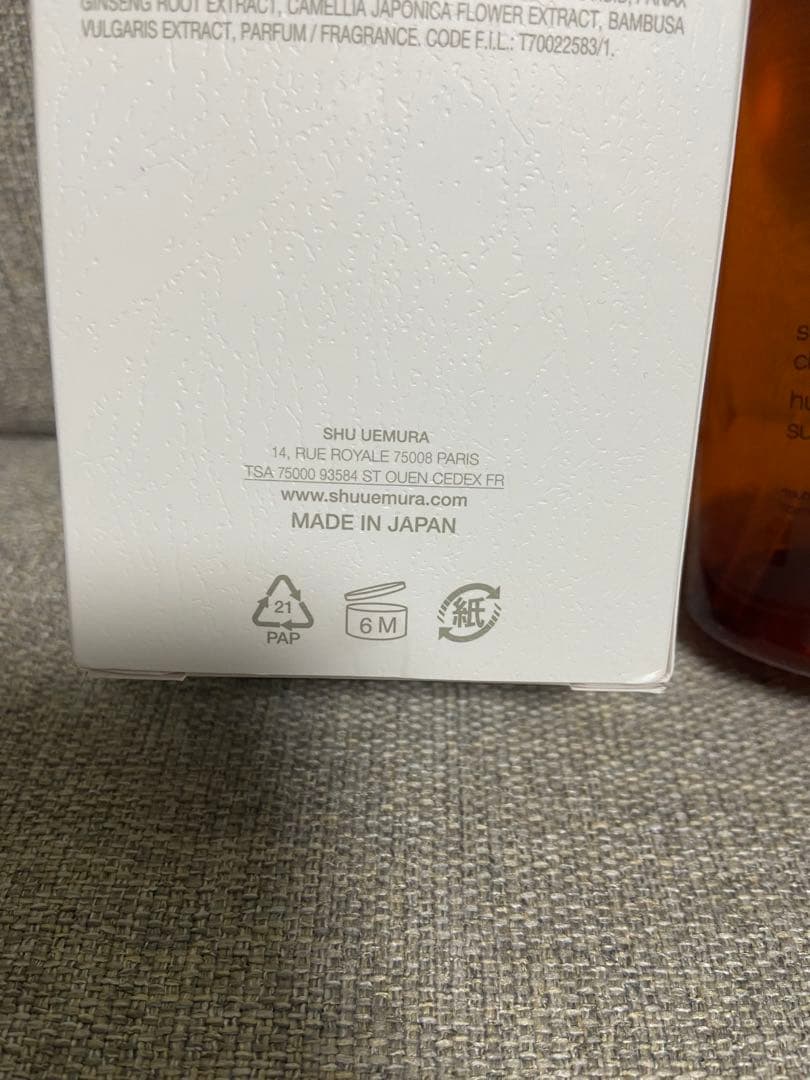 GINSENG ROOT EXTRACT, CAMELLIA JAPONICA FLOWER EXTRACT, BAMBUSA
VULGARIS EXTRACT, PARFUM / FRAGRANCE. CODE F.I.L.: T70022583/1.
SHU UEMURA
14, RUE ROYALE 75008 PARIS
TSA 75000 93584 ST OUEN CEDEX FR
www.shuuemura.com
MADE IN JAPAN
21
PAP
6 M
紙